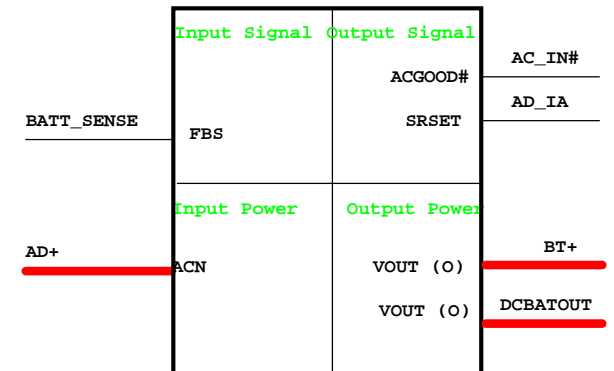 Input Signal Output Signal
AC_IN#
ACGOOD#
AD_IA
BATT_SENSE
SRSET
FBS
Input Power Output Power
AD+
BT+
ACN
VOUT (O)
DCBATOUT
VOUT (O)